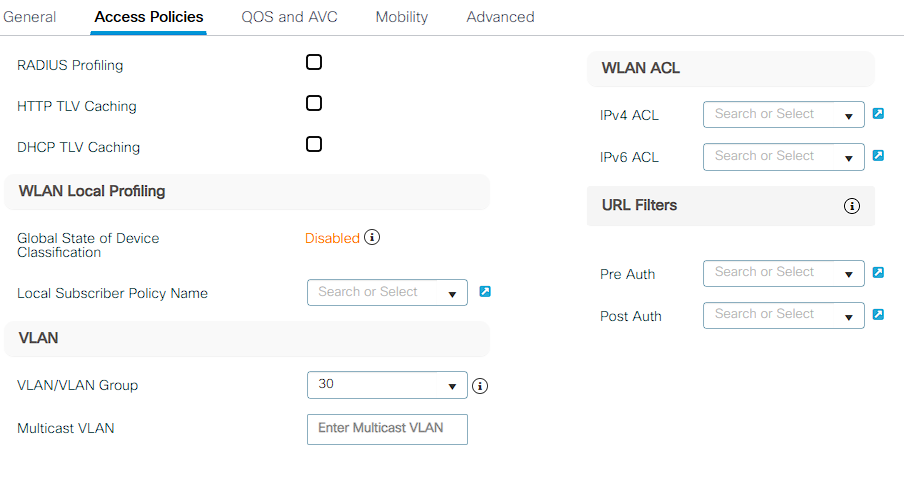 General Access Policies QOS and AVC Mobility Advanced
RADIUS Profiling
HTTP TLV Caching
DHCP TLV Caching
WLAN Local Profiling
Global State of Device
Classification
Disabled
Local Subscriber Policy Name
Search or Select
VLAN
VLAN/VLAN Group
30
Multicast VLAN
Enter Multicast VLAN
WLAN ACL
IPv4 ACL
Search or Select
IPv6 ACL
Search or Select
URL Filters
Pre Auth
Search or Select
Post Auth
Search or Select